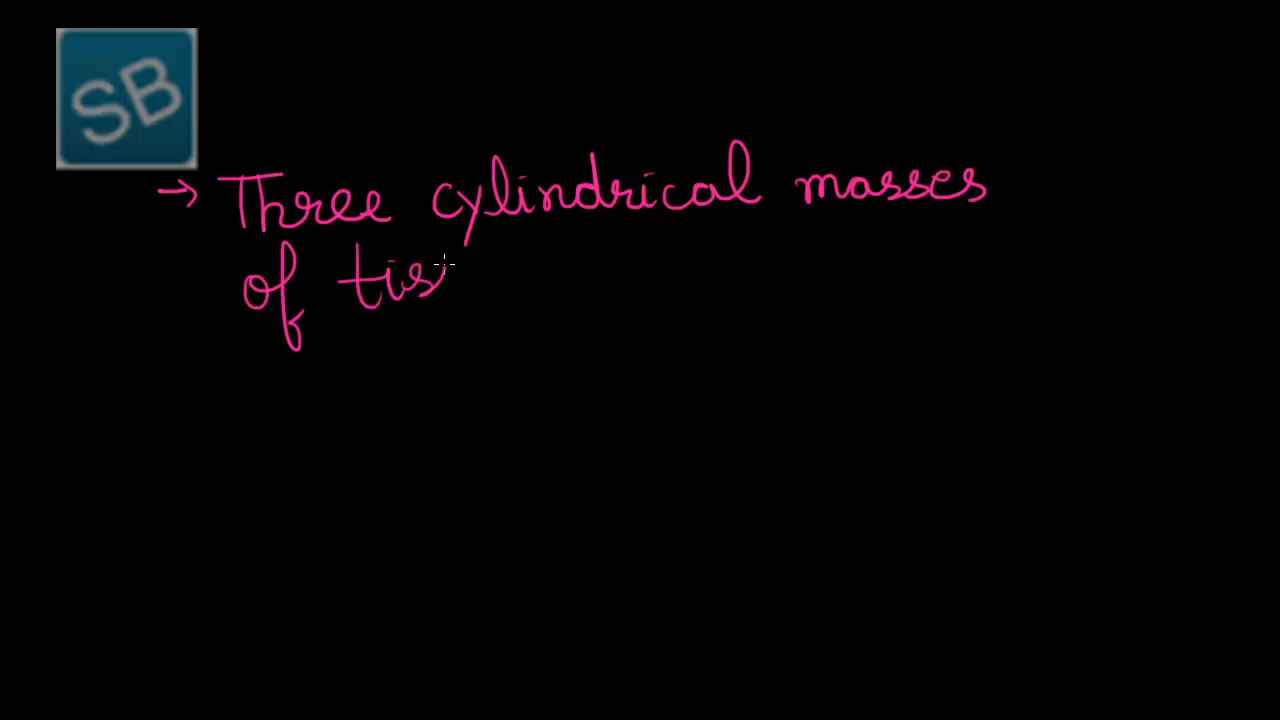 SB
→ Three cylindrical masses
of tis